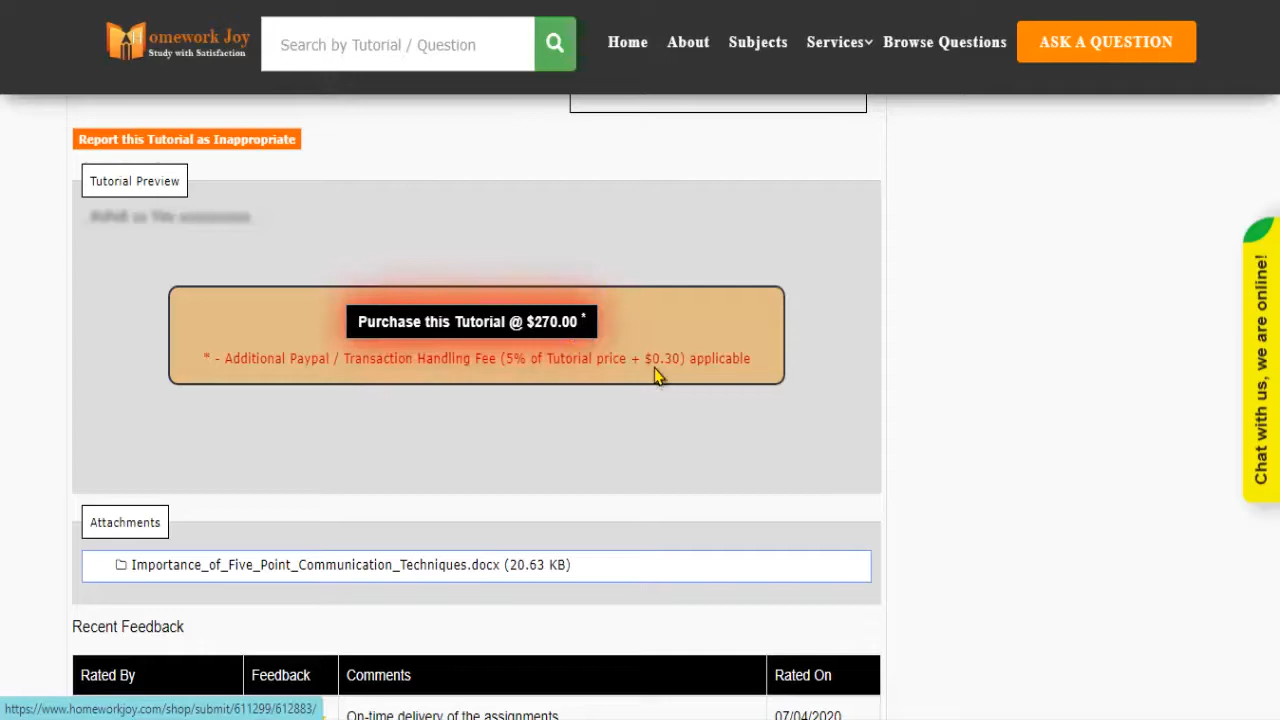 Homework Joy
Study with Satisfaction
Search by Tutorial / Question
Home About Subjects Services Browse Questions ASK A QUESTION
Report this Tutorial as Inappropriate
Tutorial Preview
Purchase this Tutorial @ $270.00 *
* - Additional Paypal / Transaction Handling Fee (5% of Tutorial price + $0.30) applicable
Chat with us, we are online!
Attachments
Importance_of_Five_Point_Communication_Techniques.docx (20.63 KB)
Recent Feedback
Rated By Feedback Comments Rated On
On-time delivery of the assignments 07/04/2020
https://www.homeworkjoy.com/shop/submit/611299/612883/